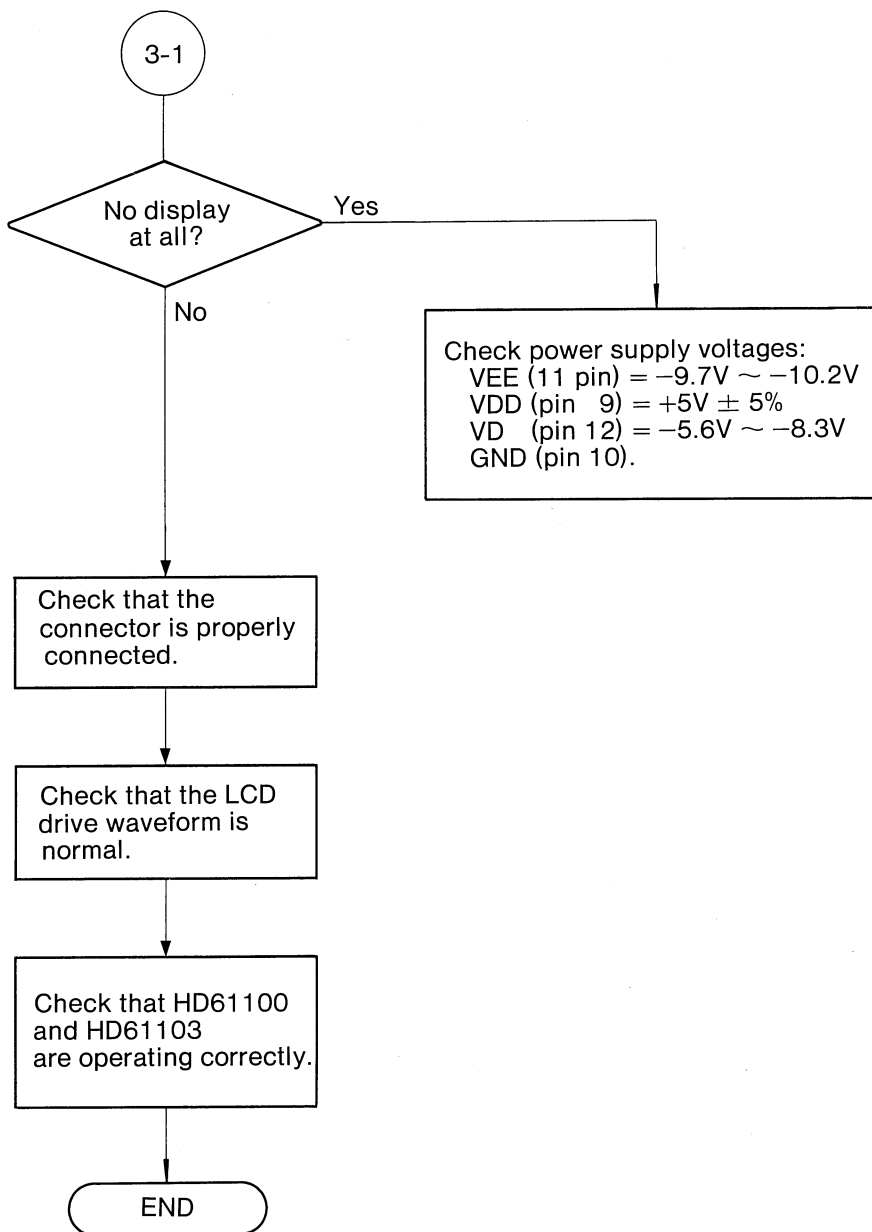 3-1
No display
at all?
Yes
No
Check power supply voltages:
VEE (11 pin) = −9.7V ~ −10.2V
VDD (pin 9) = +5V ± 5%
VD (pin 12) = −5.6V ~ −8.3V
GND (pin 10).
Check that the
connector is properly
connected.
Check that the LCD
drive waveform is
normal.
Check that HD61100
and HD61103
are operating correctly.
END